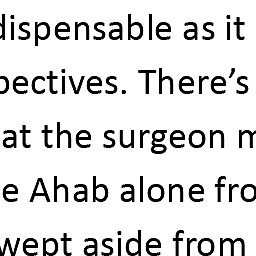 dispensable as it
pectives. There’s
at the surgeon m
e Ahab alone fro
wept aside from